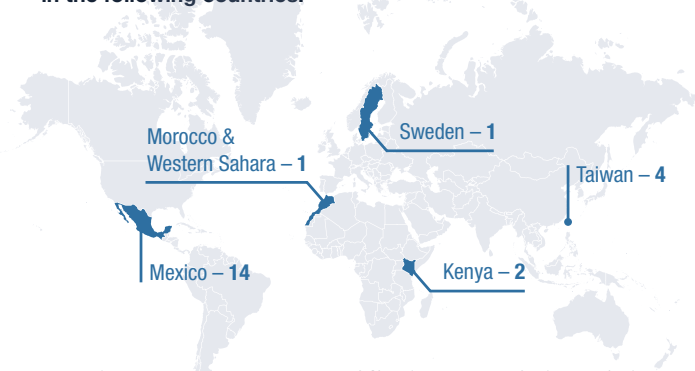 in the following countries.
Morocco &
Western Sahara – 1
Sweden – 1
Taiwan – 4
Mexico – 14
Kenya – 2